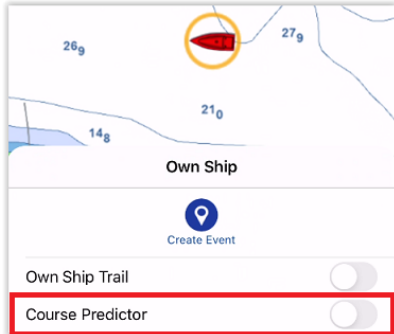 26₉
27₉
21₀
14₈
Own Ship
Create Event
Own Ship Trail
Course Predictor